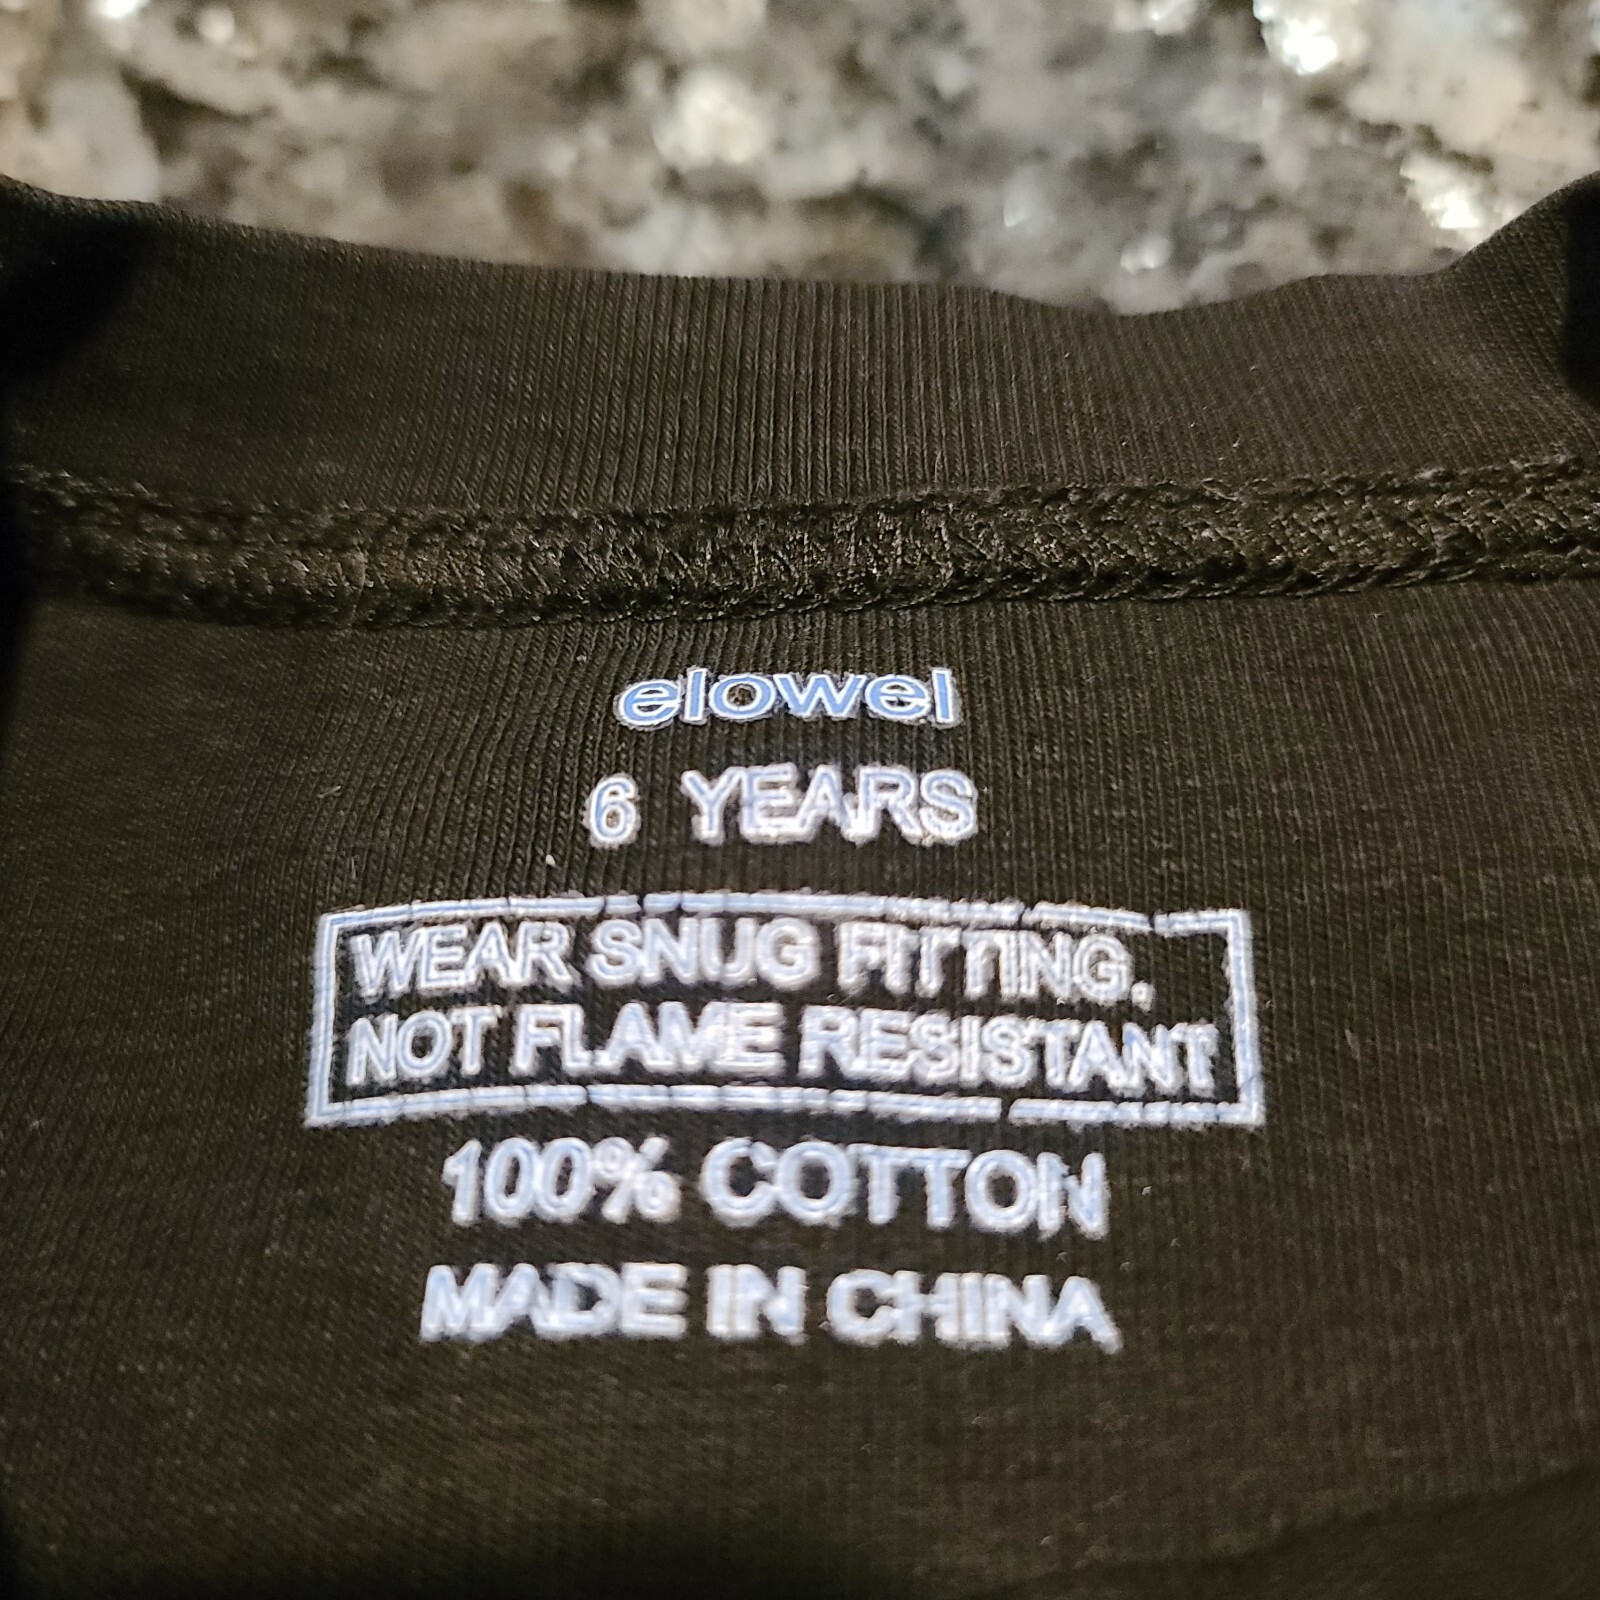 elowel
6 YEARS
WEAR SNUG FITTING.
NOT FLAME RESISTANT
100% COTTON
MADE IN CHINA